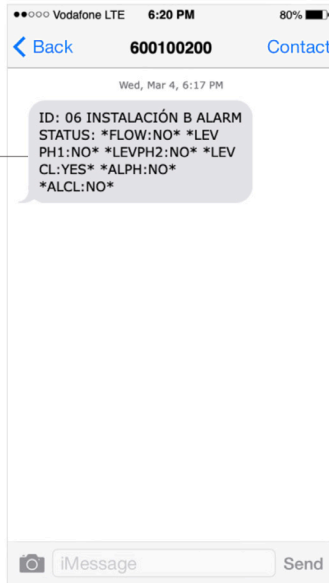 Vodafone LTE 6:20 PM 80%
Back 600100200 Contact
Wed, Mar 4, 6:17 PM
ID: 06 INSTALACIÓN B ALARM
STATUS: *FLOW:NO* *LEV
PH1:NO* *LEVPH2:NO* *LEV
CL:YES* *ALPH:NO*
*ALCL:NO*
iMessage Send